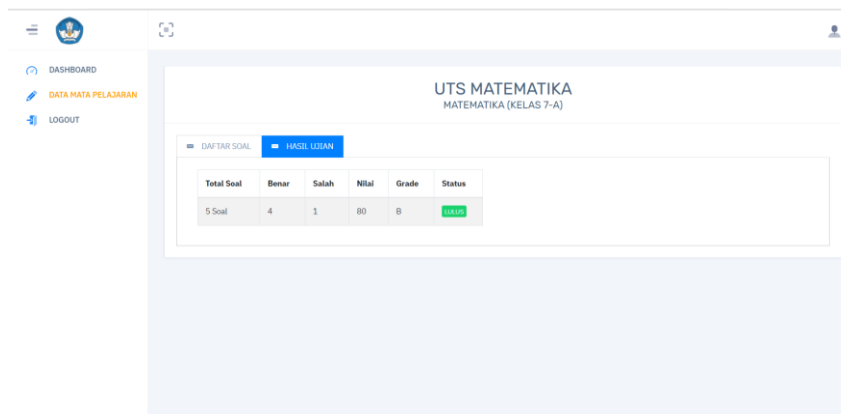 DASHBOARD
DATA MATA PELAJARAN
LOGOUT
UTS MATEMATIKA
MATEMATIKA (KELAS 7-A)
DAFTAR SOAL HASIL UJIAN
Total Soal Benar Salah Nilai Grade Status
5 Soal 4 1 80 B LULUS